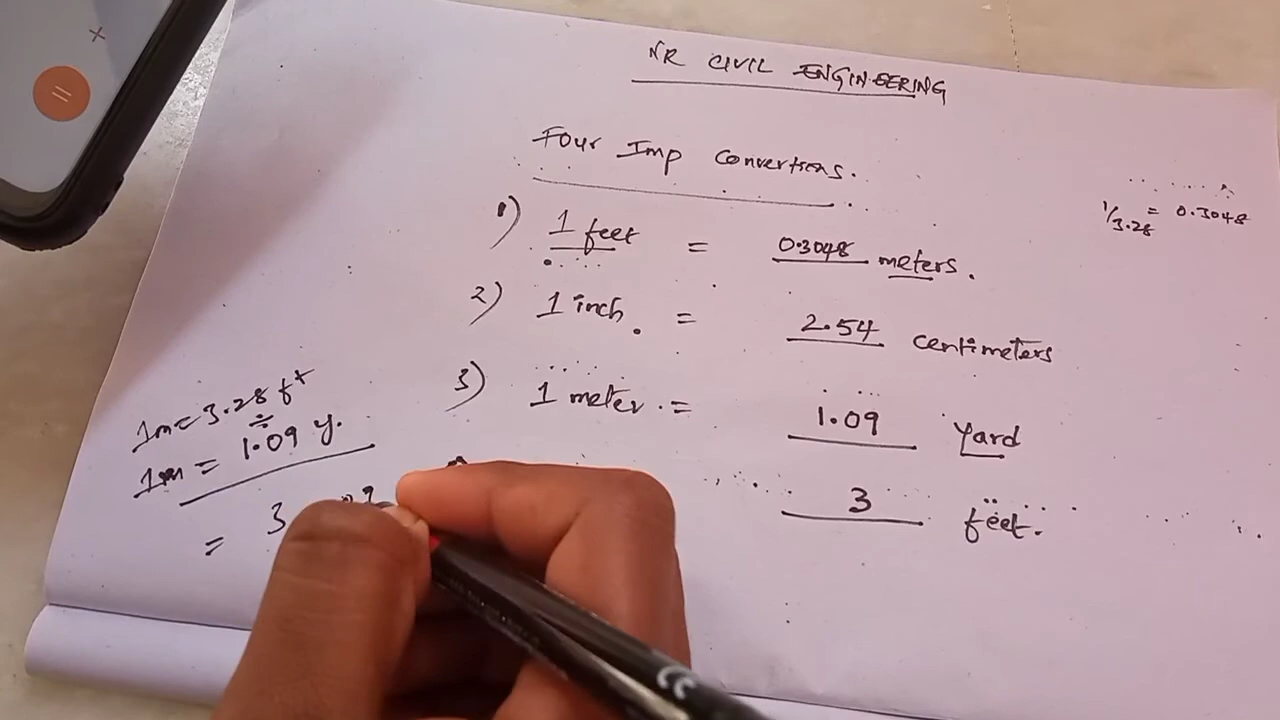 NR CIVIL ENGINEERING
Four Imp Convertions.
1/3.28 = 0.3048
1) 1 feet = 0.3048 meters.
2) 1 inch. = 2.54 centimeters
3) 1 meter. = 1.09 Yard
3 feet.
1m = 3.28 ft
÷
1m = 1.09 y.
= 3